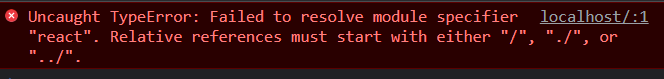 Uncaught TypeError: Failed to resolve module specifier localhost/:1
"react". Relative references must start with either "/", "./", or
"../".